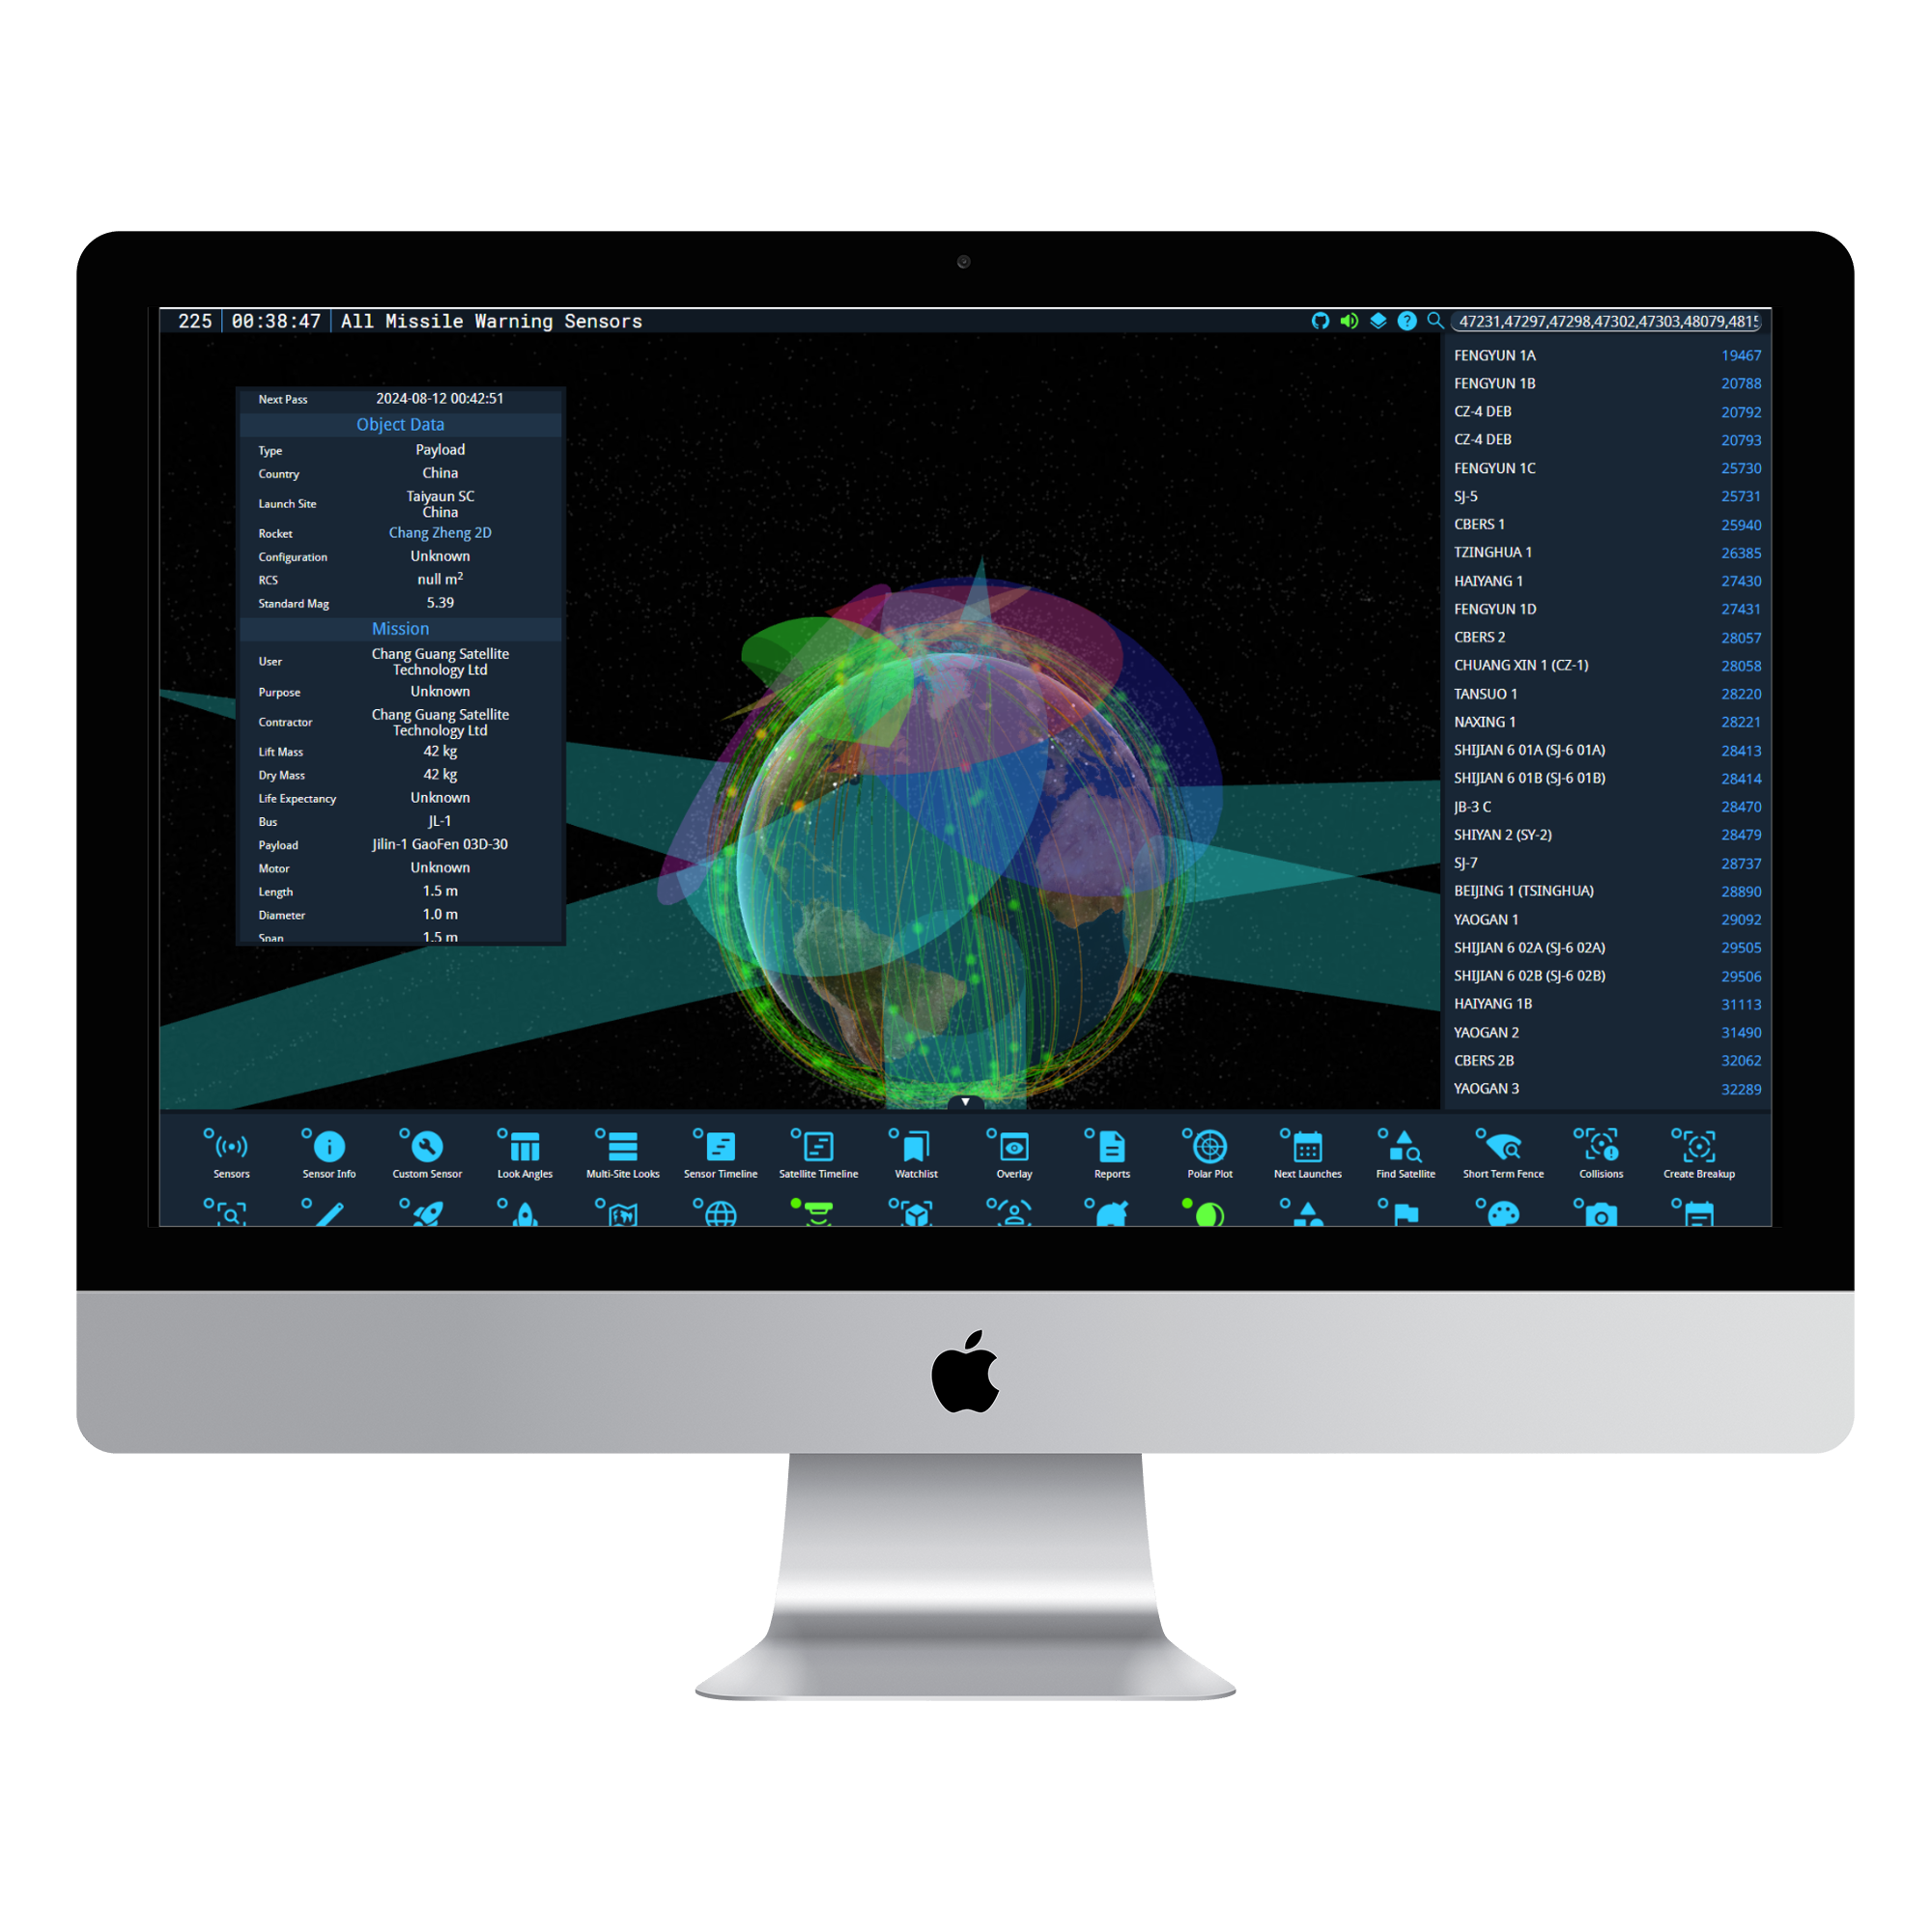 225 00:38:47 All Missile Warning Sensors
? 47231,47297,47298,47302,47303,48079,4815
Next Pass 2024-08-12 00:42:51
Object Data
Type Payload
Country China
Launch Site Taiyaun SC
China
Rocket Chang Zheng 2D
Configuration Unknown
RCS null m²
Standard Mag 5.39
Mission
User Chang Guang Satellite
Technology Ltd
Purpose Unknown
Contractor Chang Guang Satellite
Technology Ltd
Lift Mass 42 kg
Dry Mass 42 kg
Life Expectancy Unknown
Bus JL-1
Payload Jilin-1 GaoFen 03D-30
Motor Unknown
Length 1.5 m
Diameter 1.0 m
Span 1.5 m
FENGYUN 1A 19467
FENGYUN 1B 20788
CZ-4 DEB 20792
CZ-4 DEB 20793
FENGYUN 1C 25730
SJ-5 25731
CBERS 1 25940
TZINGHUA 1 26385
HAIYANG 1 27430
FENGYUN 1D 27431
CBERS 2 28057
CHUANG XIN 1 (CZ-1) 28058
TANSUO 1 28220
NAXING 1 28221
SHIJIAN 6 01A (SJ-6 01A) 28413
SHIJIAN 6 01B (SJ-6 01B) 28414
JB-3 C 28470
SHIYAN 2 (SY-2) 28479
SJ-7 28737
BEIJING 1 (TSINGHUA) 28890
YAOGAN 1 29092
SHIJIAN 6 02A (SJ-6 02A) 29505
SHIJIAN 6 02B (SJ-6 02B) 29506
HAIYANG 1B 31113
YAOGAN 2 31490
CBERS 2B 32062
YAOGAN 3 32289
Sensors Sensor Info Custom Sensor Look Angles Multi-Site Looks Sensor Timeline Satellite Timeline Watchlist Overlay Reports Polar Plot Next Launches Find Satellite Short Term Fence Collisions Create Breakup